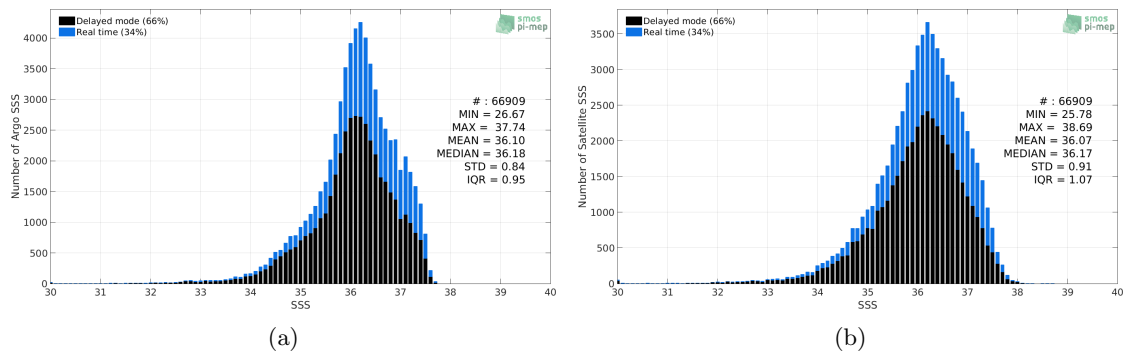 Delayed mode (66%)
Real time (34%)
smos
pi-mep
4000
3500
3000
2500
2000
1500
1000
500
0
Number of Argo SSS
# : 66909
MIN = 26.67
MAX = 37.74
MEAN = 36.10
MEDIAN = 36.18
STD = 0.84
IQR = 0.95
30 31 32 33 34 35 36 37 38 39 40
SSS
(a)
Delayed mode (66%)
Real time (34%)
smos
pi-mep
3500
3000
2500
2000
1500
1000
500
0
Number of Satellite SSS
# : 66909
MIN = 25.78
MAX = 38.69
MEAN = 36.07
MEDIAN = 36.17
STD = 0.91
IQR = 1.07
30 31 32 33 34 35 36 37 38 39 40
SSS
(b)